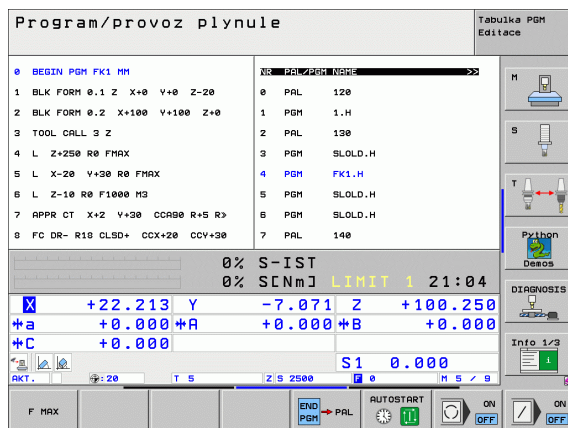 Program/provoz plynule
Tabulka PGM
Editace
0 BEGIN PGM FK1 MM
1 BLK FORM 0.1 Z X+0 Y+0 Z-20
2 BLK FORM 0.2 X+100 Y+100 Z+0
3 TOOL CALL 3 Z
4 L Z+250 R0 FMAX
5 L X-20 Y+30 R0 FMAX
6 L Z-10 R0 F1000 M3
7 APPR CT X+2 Y+30 CCA90 R+5 R»
8 FC DR- R18 CLSD+ CCX+20 CCY+30
NR PAL/PGM NAME >>
0 PAL 120
1 PGM 1.H
2 PAL 130
3 PGM SLOLD.H
4 PGM FK1.H
5 PGM SLOLD.H
6 PGM SLOLD.H
7 PAL 140
0% S-IST
0% S[Nm] LIMIT 1 21:04
X +22.213 Y -7.071 Z +100.250
*a +0.000 *A +0.000 *B +0.000
*C +0.000
S1 0.000
AKT. : 20 T 5 Z S 2500 F 0 M 5 / 9
M
S
T
Python
Demos
DIAGNOSIS
Info 1/3
F MAX
END PGM → PAL
AUTOSTART
ON
OFF
ON
OFF